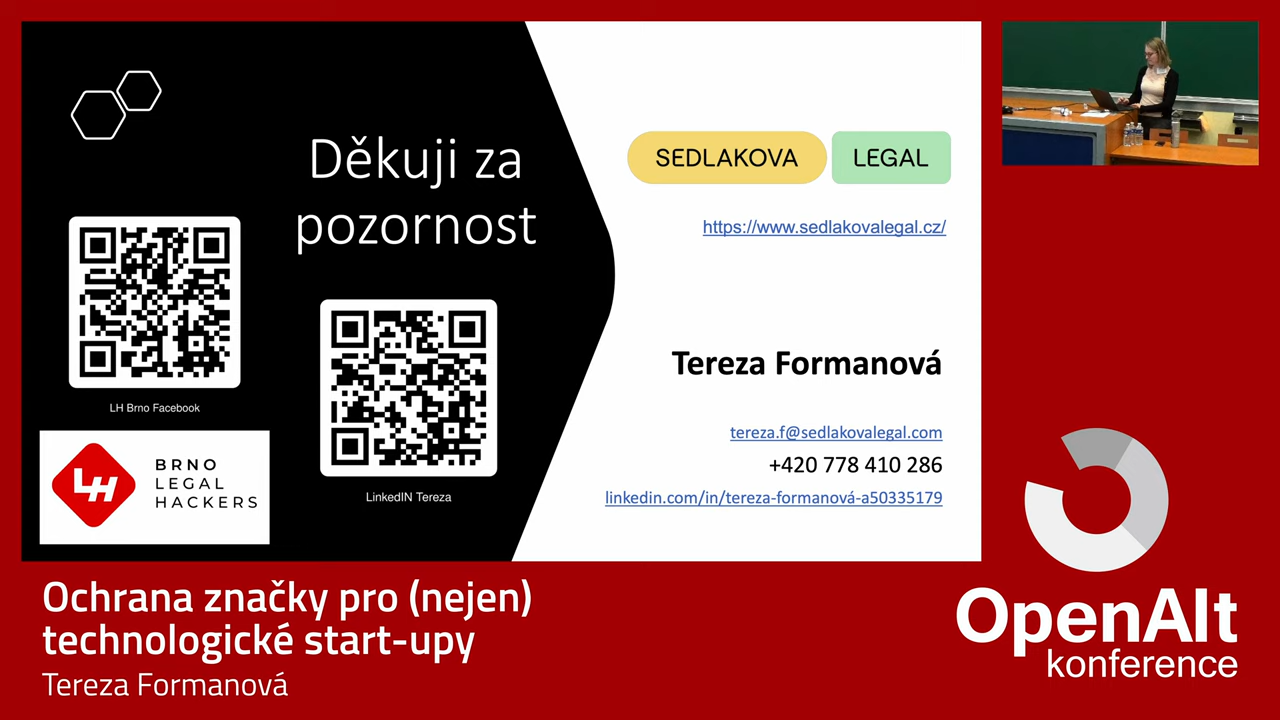 Děkuji za
pozornost
LH Brno Facebook
LH
BRNO
LEGAL
HACKERS
LinkedIN Tereza
SEDLAKOVA LEGAL
https://www.sedlakovalegal.cz/
Tereza Formanová
tereza.f@sedlakovalegal.com
+420 778 410 286
linkedin.com/in/tereza-formanová-a50335179
Ochrana značky pro (nejen)
technologické start-upy
Tereza Formanová
OpenAlt
konference